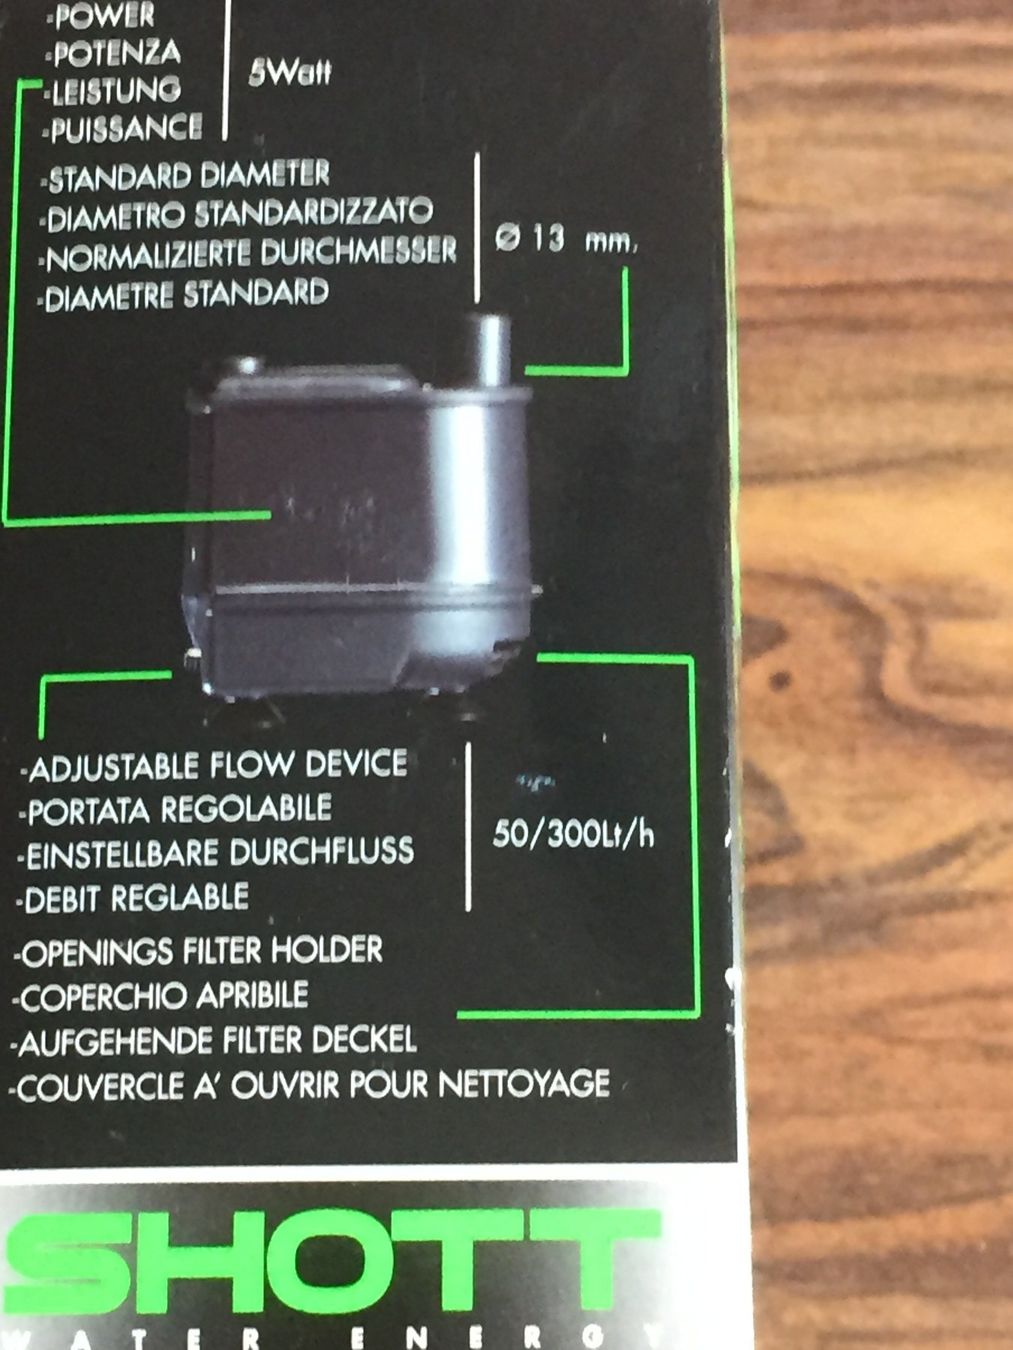 -POWER
-POTENZA
-LEISTUNG
-PUISSANCE
5Watt
-STANDARD DIAMETER
-DIAMETRO STANDARDIZZATO
-NORMALIZIERTE DURCHMESSER
-DIAMETRE STANDARD
Ø 13 mm,
-ADJUSTABLE FLOW DEVICE
-PORTATA REGOLABILE
-EINSTELLBARE DURCHFLUSS
-DEBIT REGLABLE
50/300Lt/h
-OPENINGS FILTER HOLDER
-COPERCHIO APRIBILE
-AUFGEHENDE FILTER DECKEL
-COUVERCLE A' OUVRIR POUR NETTOYAGE
SHOTT
WATER ENERGY